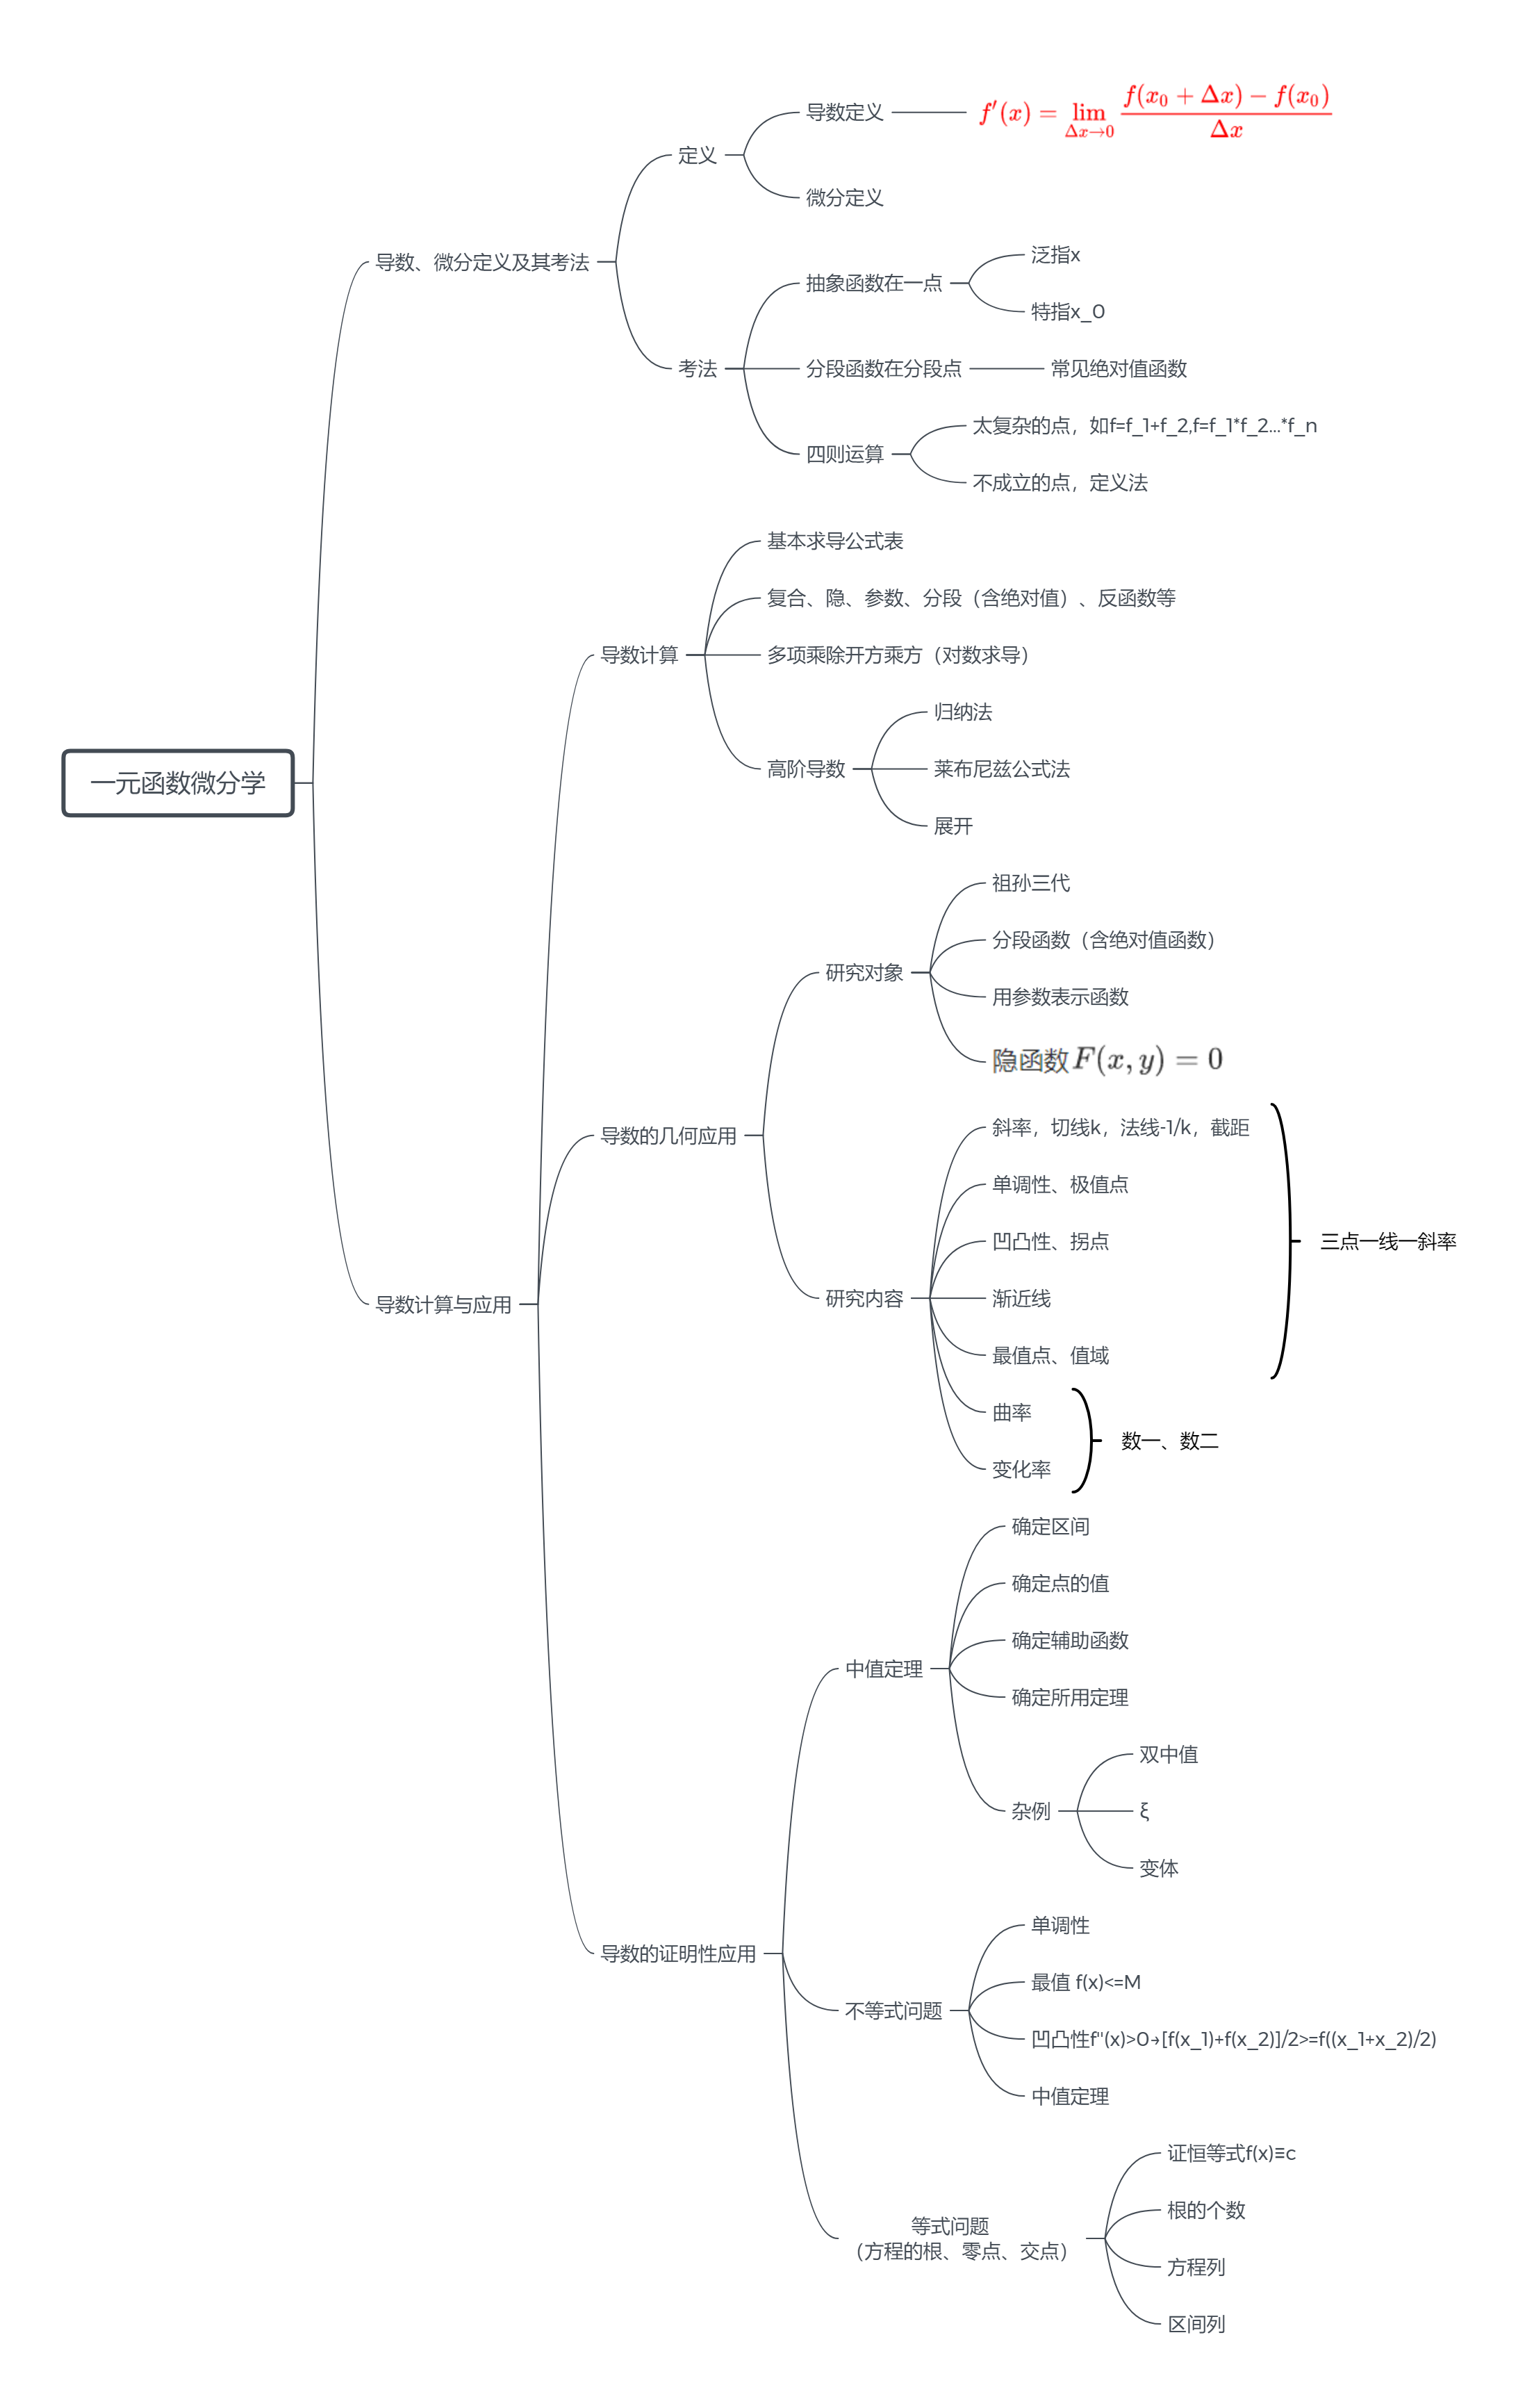 一元函数微分学
导数、微分定义及其考法
定义
导数定义
f′(x) = lim_{Δx→0} \frac{f(x_0 + Δx) − f(x_0)}{Δx}
微分定义
考法
抽象函数在一点
泛指x
特指x_0
分段函数在分段点
常见绝对值函数
四则运算
太复杂的点，如f=f_1+f_2,f=f_1*f_2...*f_n
不成立的点，定义法
导数计算与应用
导数计算
基本求导公式表
复合、隐、参数、分段（含绝对值）、反函数等
多项乘除开方乘方（对数求导）
高阶导数
归纳法
莱布尼兹公式法
展开
导数的几何应用
研究对象
祖孙三代
分段函数（含绝对值函数）
用参数表示函数
隐函数F(x, y) = 0
研究内容
斜率，切线k，法线-1/k，截距
单调性、极值点
凹凸性、拐点
渐近线
最值点、值域
三点一线一斜率
曲率
变化率
数一、数二
导数的证明性应用
中值定理
确定区间
确定点的值
确定辅助函数
确定所用定理
杂例
双中值
ξ
变体
不等式问题
单调性
最值 f(x)<=M
凹凸性f''(x)>0→[f(x_1)+f(x_2)]/2>=f((x_1+x_2)/2)
中值定理
等式问题
（方程的根、零点、交点）
证恒等式f(x)≡c
根的个数
方程列
区间列